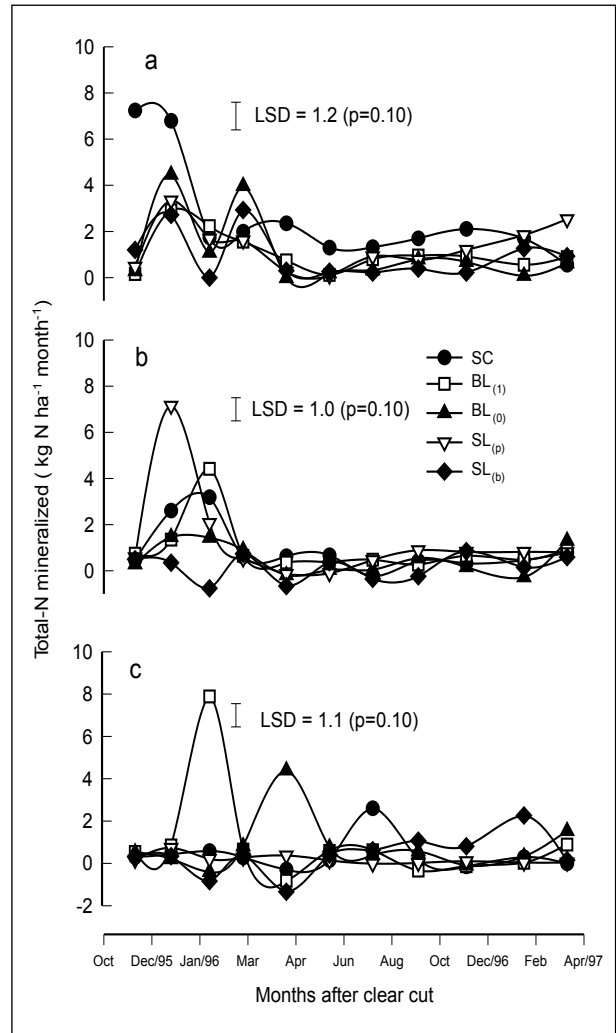 10
8
6
4
2
0
a
LSD = 1.2 (p=0.10)
10
8
6
4
2
0
b
LSD = 1.0 (p=0.10)
SC
BL(1)
BL(0)
SL(p)
SL(b)
Total-N mineralized ( kg N ha-1 month-1)
10
8
6
4
2
0
-2
c
LSD = 1.1 (p=0.10)
Oct Dec/95 Jan/96 Mar Apr Jun Aug Oct Dec/96 Feb Apr/97
Months after clear cut